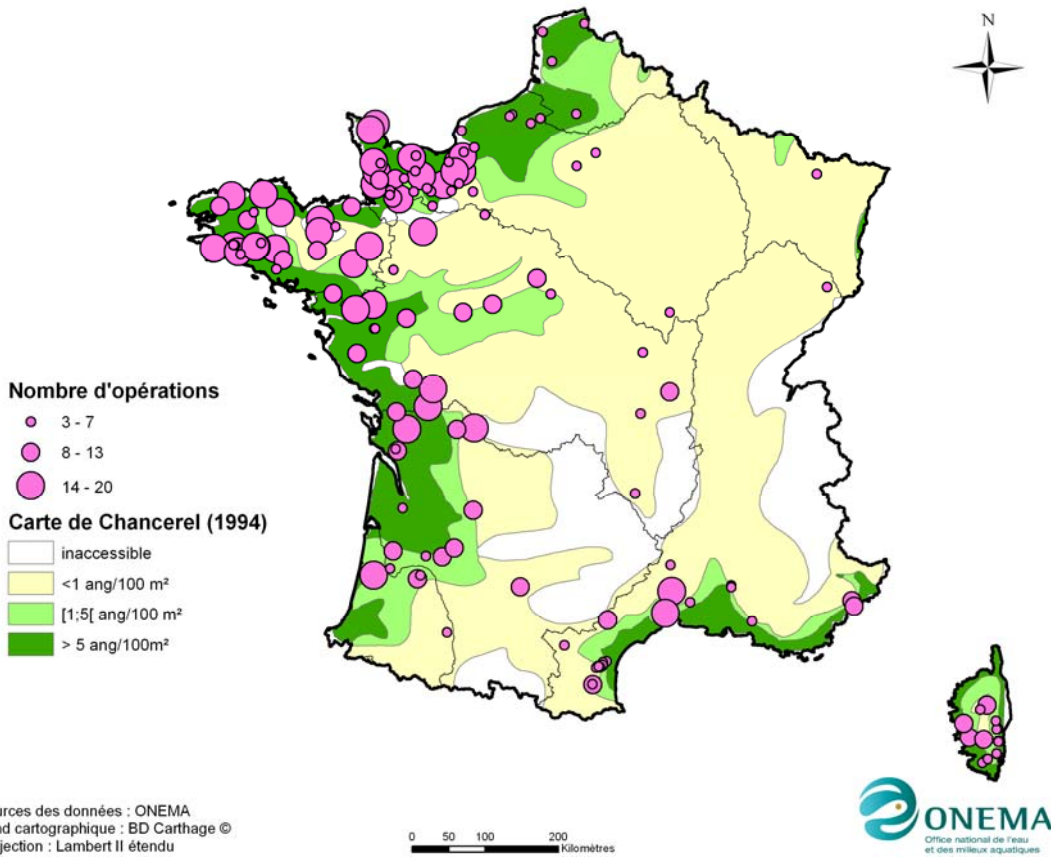 N
Nombre d'opérations
3 - 7
8 - 13
14 - 20
Carte de Chancerel (1994)
inaccessible
<1 ang/100 m²
[1;5[ ang/100 m²
> 5 ang/100m²
urces des données : ONEMA
nd cartographique : BD Carthage ©
jection : Lambert II étendu
0 50 100 200
Kilomètres
ONEMA
Office national de l'eau
et des milieux aquatiques